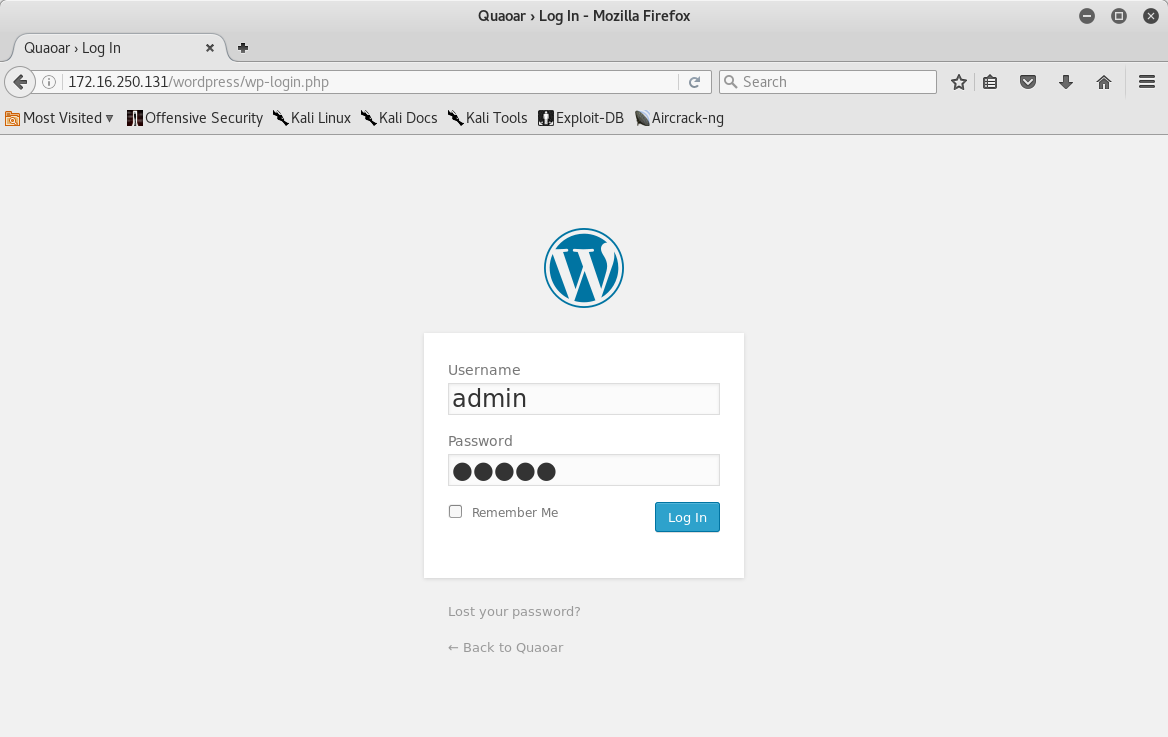 Quaoar › Log In - Mozilla Firefox
Quaoar › Log In
172.16.250.131/wordpress/wp-login.php
Search
Most Visited
Offensive Security
Kali Linux
Kali Docs
Kali Tools
Exploit-DB
Aircrack-ng
W
Username
admin
Password
Remember Me
Log In
Lost your password?
← Back to Quaoar